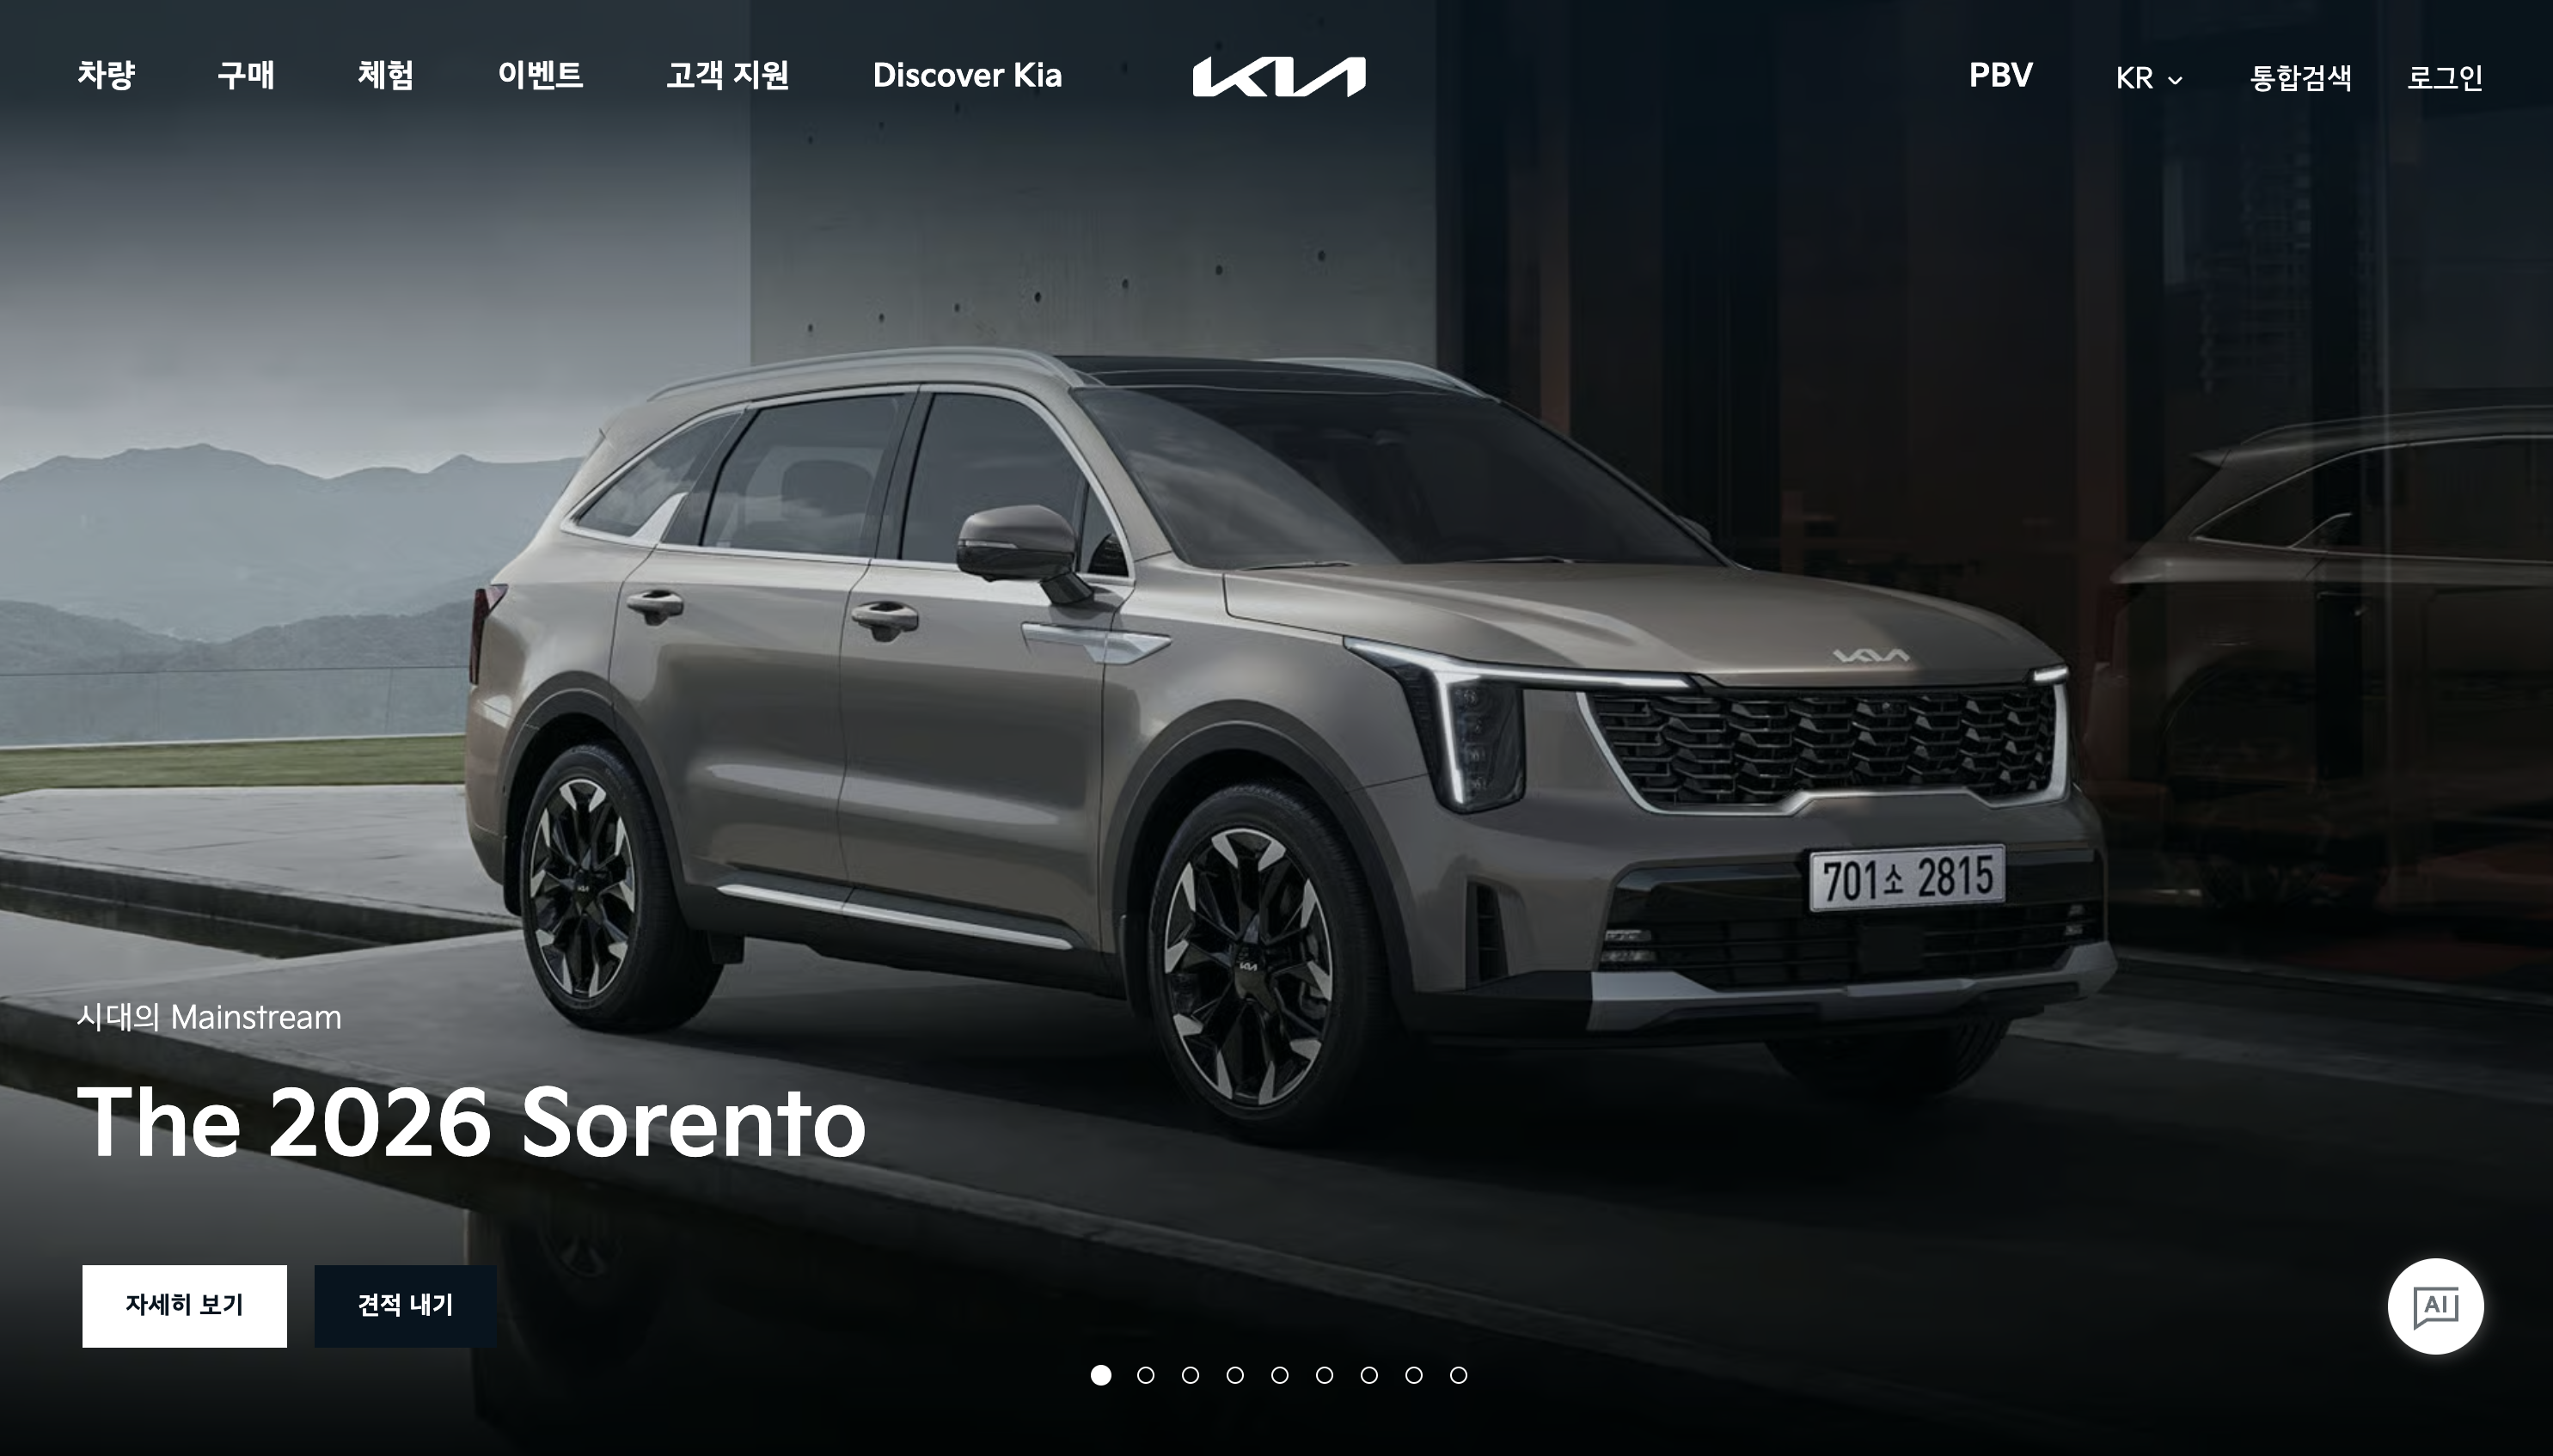 차량 구매 체험 이벤트 고객 지원 Discover Kia KIA PBV KR 통합검색 로그인
KIA
701소 2815
시대의 Mainstream
The 2026 Sorento
자세히 보기 견적 내기
AI